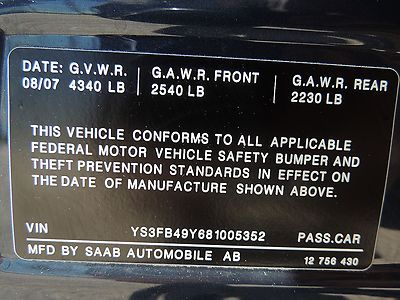 DATE: G.V.W.R. G.A.W.R. FRONT G.A.W.R. REAR
08/07 4340 LB 2540 LB 2230 LB
THIS VEHICLE CONFORMS TO ALL APPLICABLE
FEDERAL MOTOR VEHICLE SAFETY BUMPER AND
THEFT PREVENTION STANDARDS IN EFFECT ON
THE DATE OF MANUFACTURE SHOWN ABOVE.
VIN YS3FB49Y681005352 PASS.CAR
MFD BY SAAB AUTOMOBILE AB 12 756 430